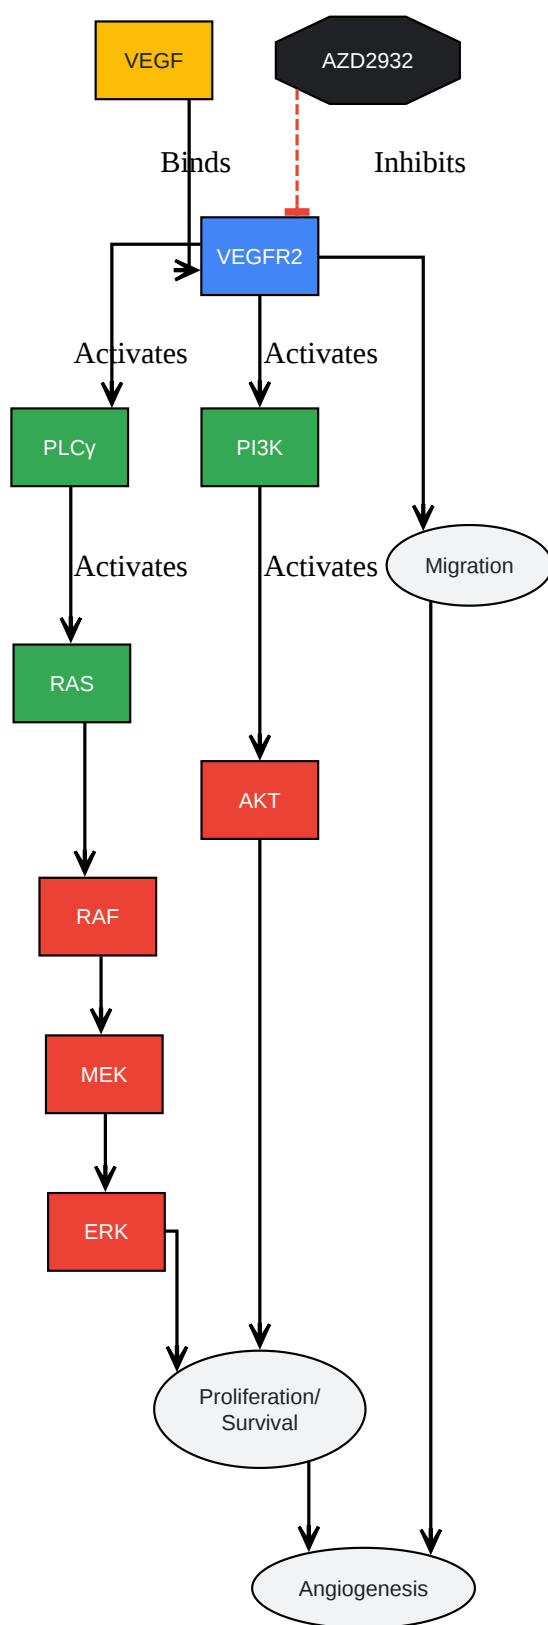 VEGF
AZD2932
Binds
Inhibits
VEGFR2
Activates
Activates
PLCγ
PI3K
Activates
Activates
Migration
RAS
AKT
RAF
MEK
ERK
Proliferation/
Survival
Angiogenesis